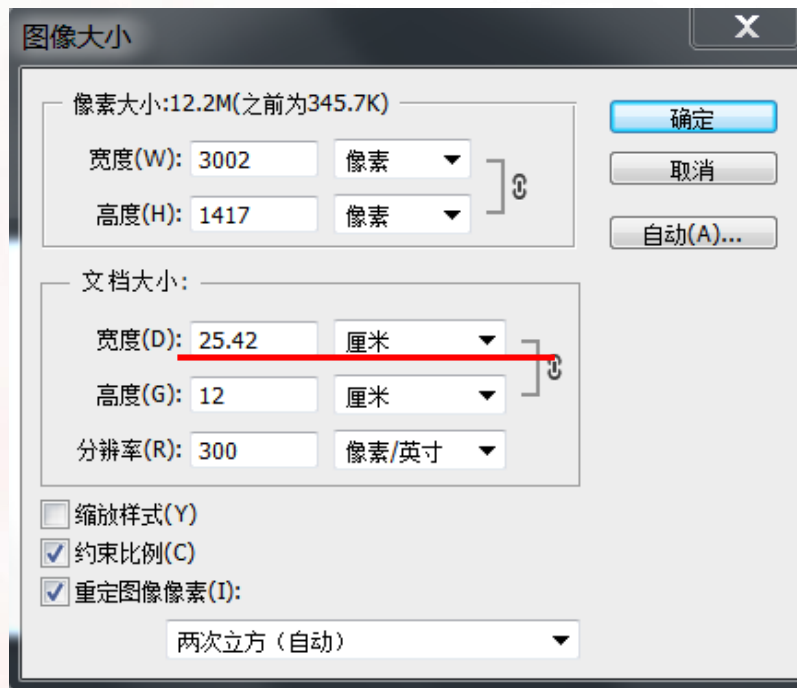 图像大小
像素大小:12.2M(之前为345.7K)
确定
宽度(W): 3002 像素
取消
高度(H): 1417 像素
自动(A)...
文档大小:
宽度(D): 25.42 厘米
高度(G): 12 厘米
分辨率(R): 300 像素/英寸
缩放样式(Y)
约束比例(C)
重定图像像素(I):
两次立方（自动）